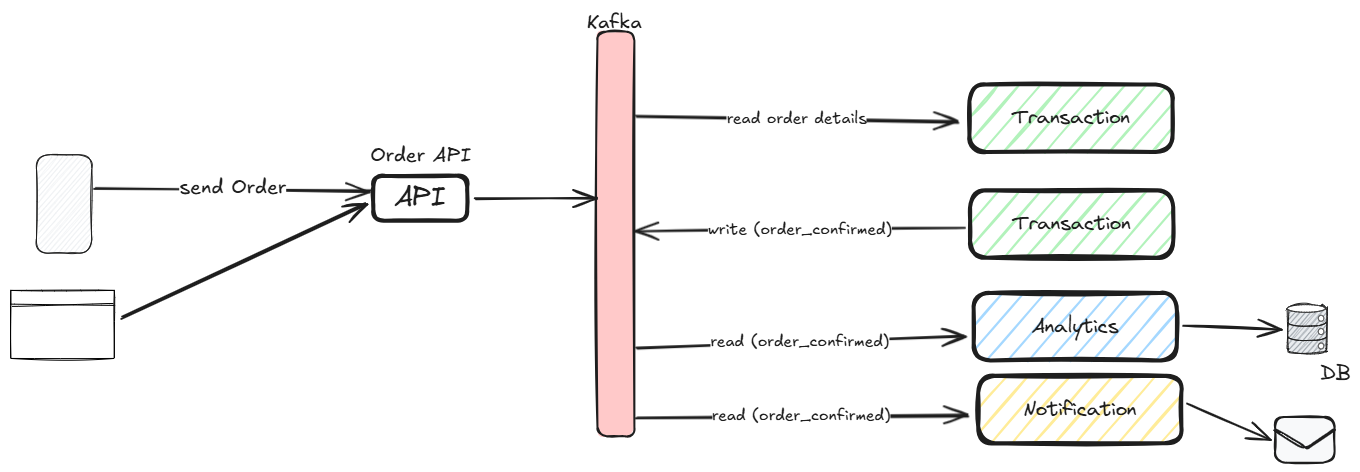 Kafka
read order details
Transaction
Order API
send Order
API
write (order_confirmed)
Transaction
read (order_confirmed)
Analytics
DB
read (order_confirmed)
Notification